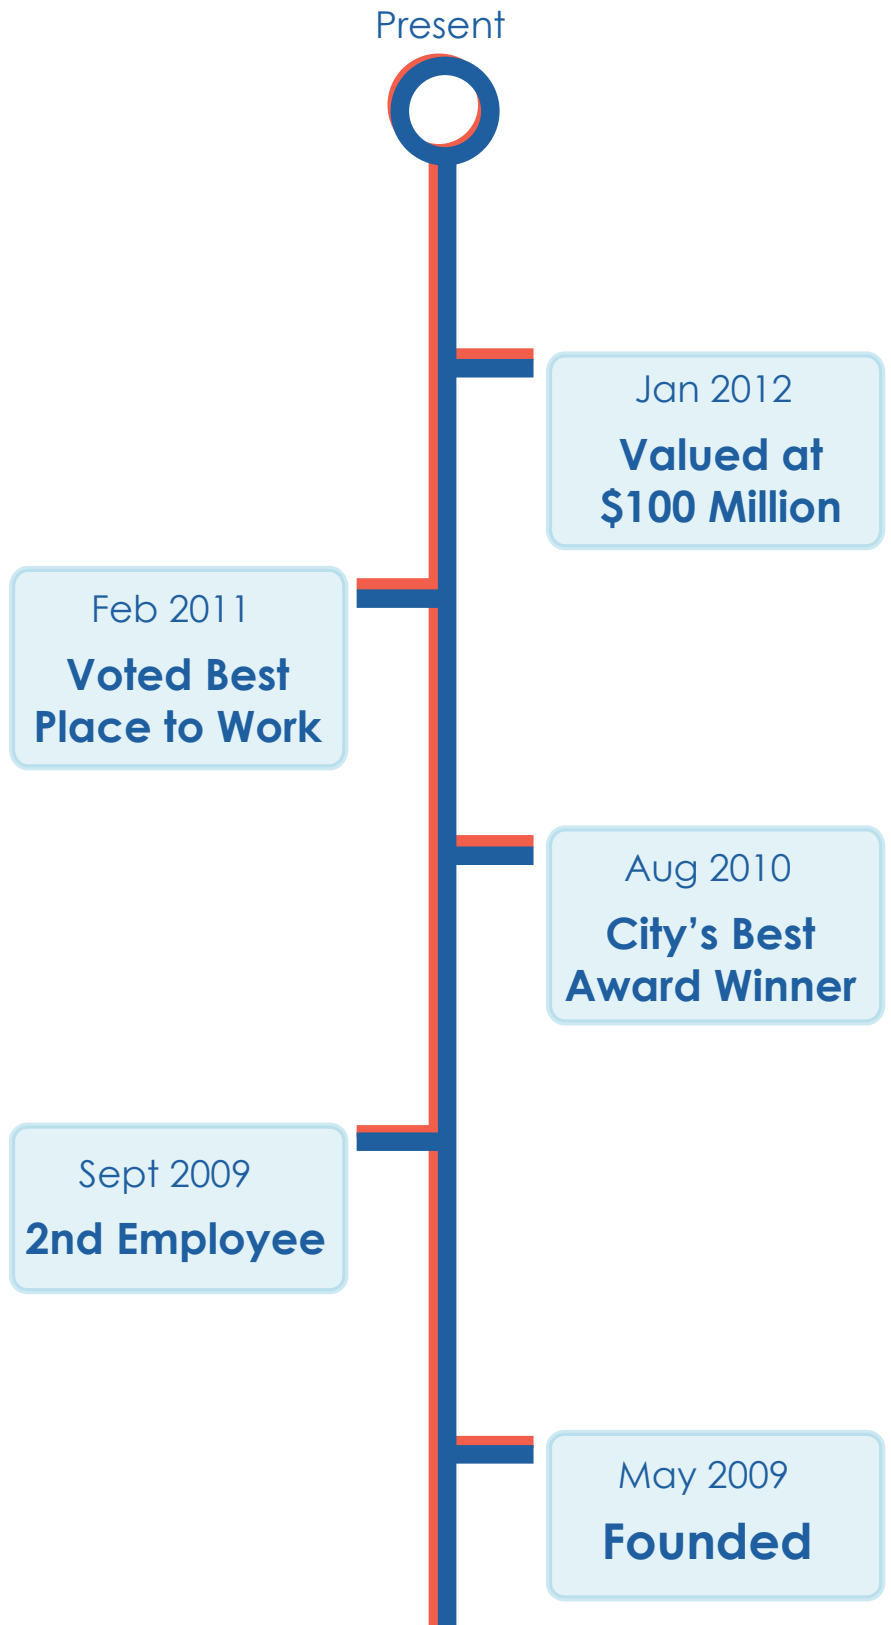 Present
Jan 2012
Valued at
$100 Million
Feb 2011
Voted Best
Place to Work
Aug 2010
City’s Best
Award Winner
Sept 2009
2nd Employee
May 2009
Founded